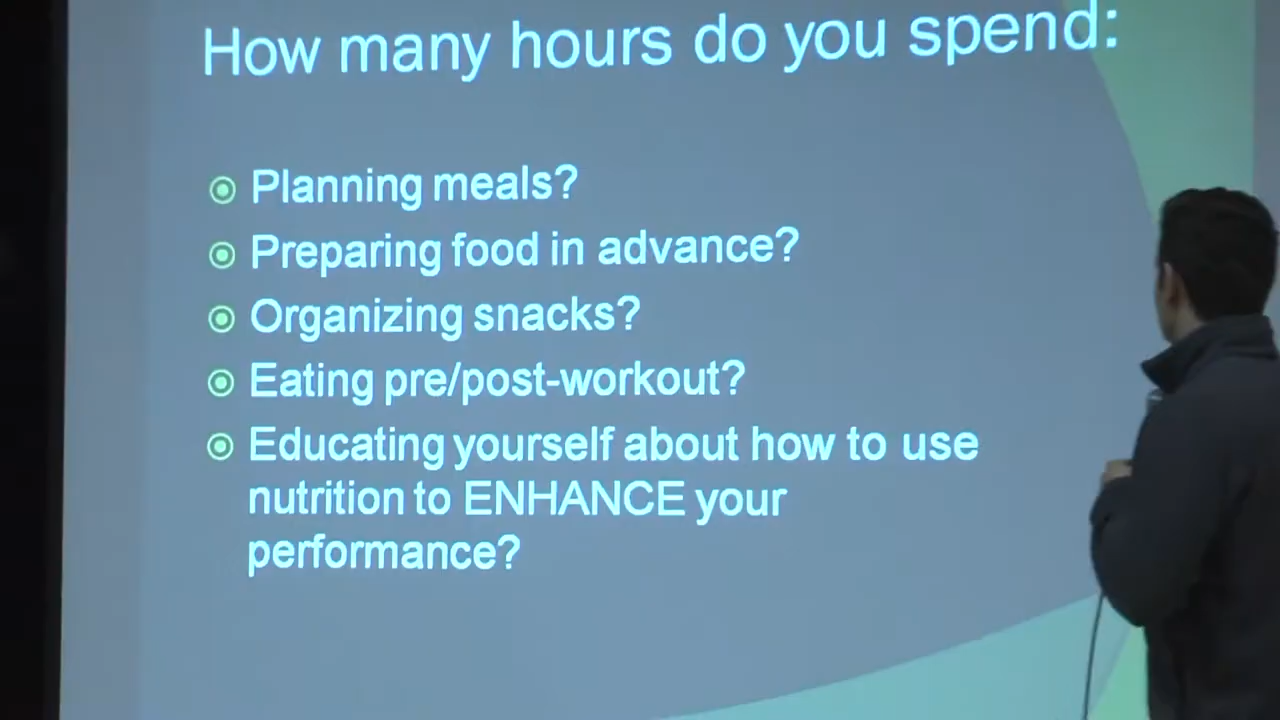 How many hours do you spend:
Planning meals?
Preparing food in advance?
Organizing snacks?
Eating pre/post-workout?
Educating yourself about how to use
nutrition to ENHANCE your
performance?